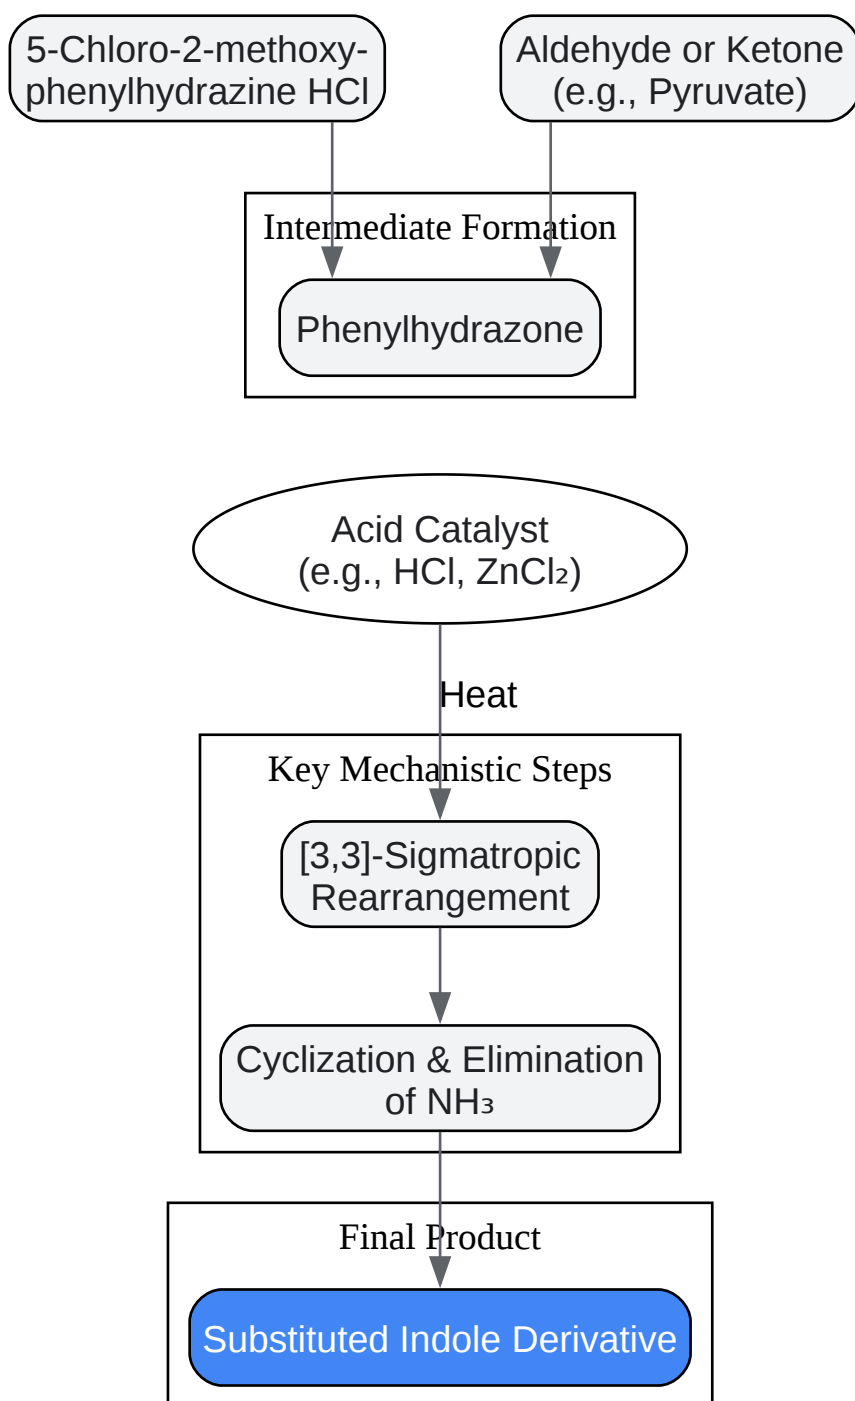 5-Chloro-2-methoxy-
phenylhydrazine HCl
Aldehyde or Ketone
(e.g., Pyruvate)
Intermediate Formation
Phenylhydrazone
Acid Catalyst
(e.g., HCl, ZnCl₂)
Heat
Key Mechanistic Steps
[3,3]-Sigmatropic
Rearrangement
Cyclization & Elimination
of NH₃
Final Product
Substituted Indole Derivative